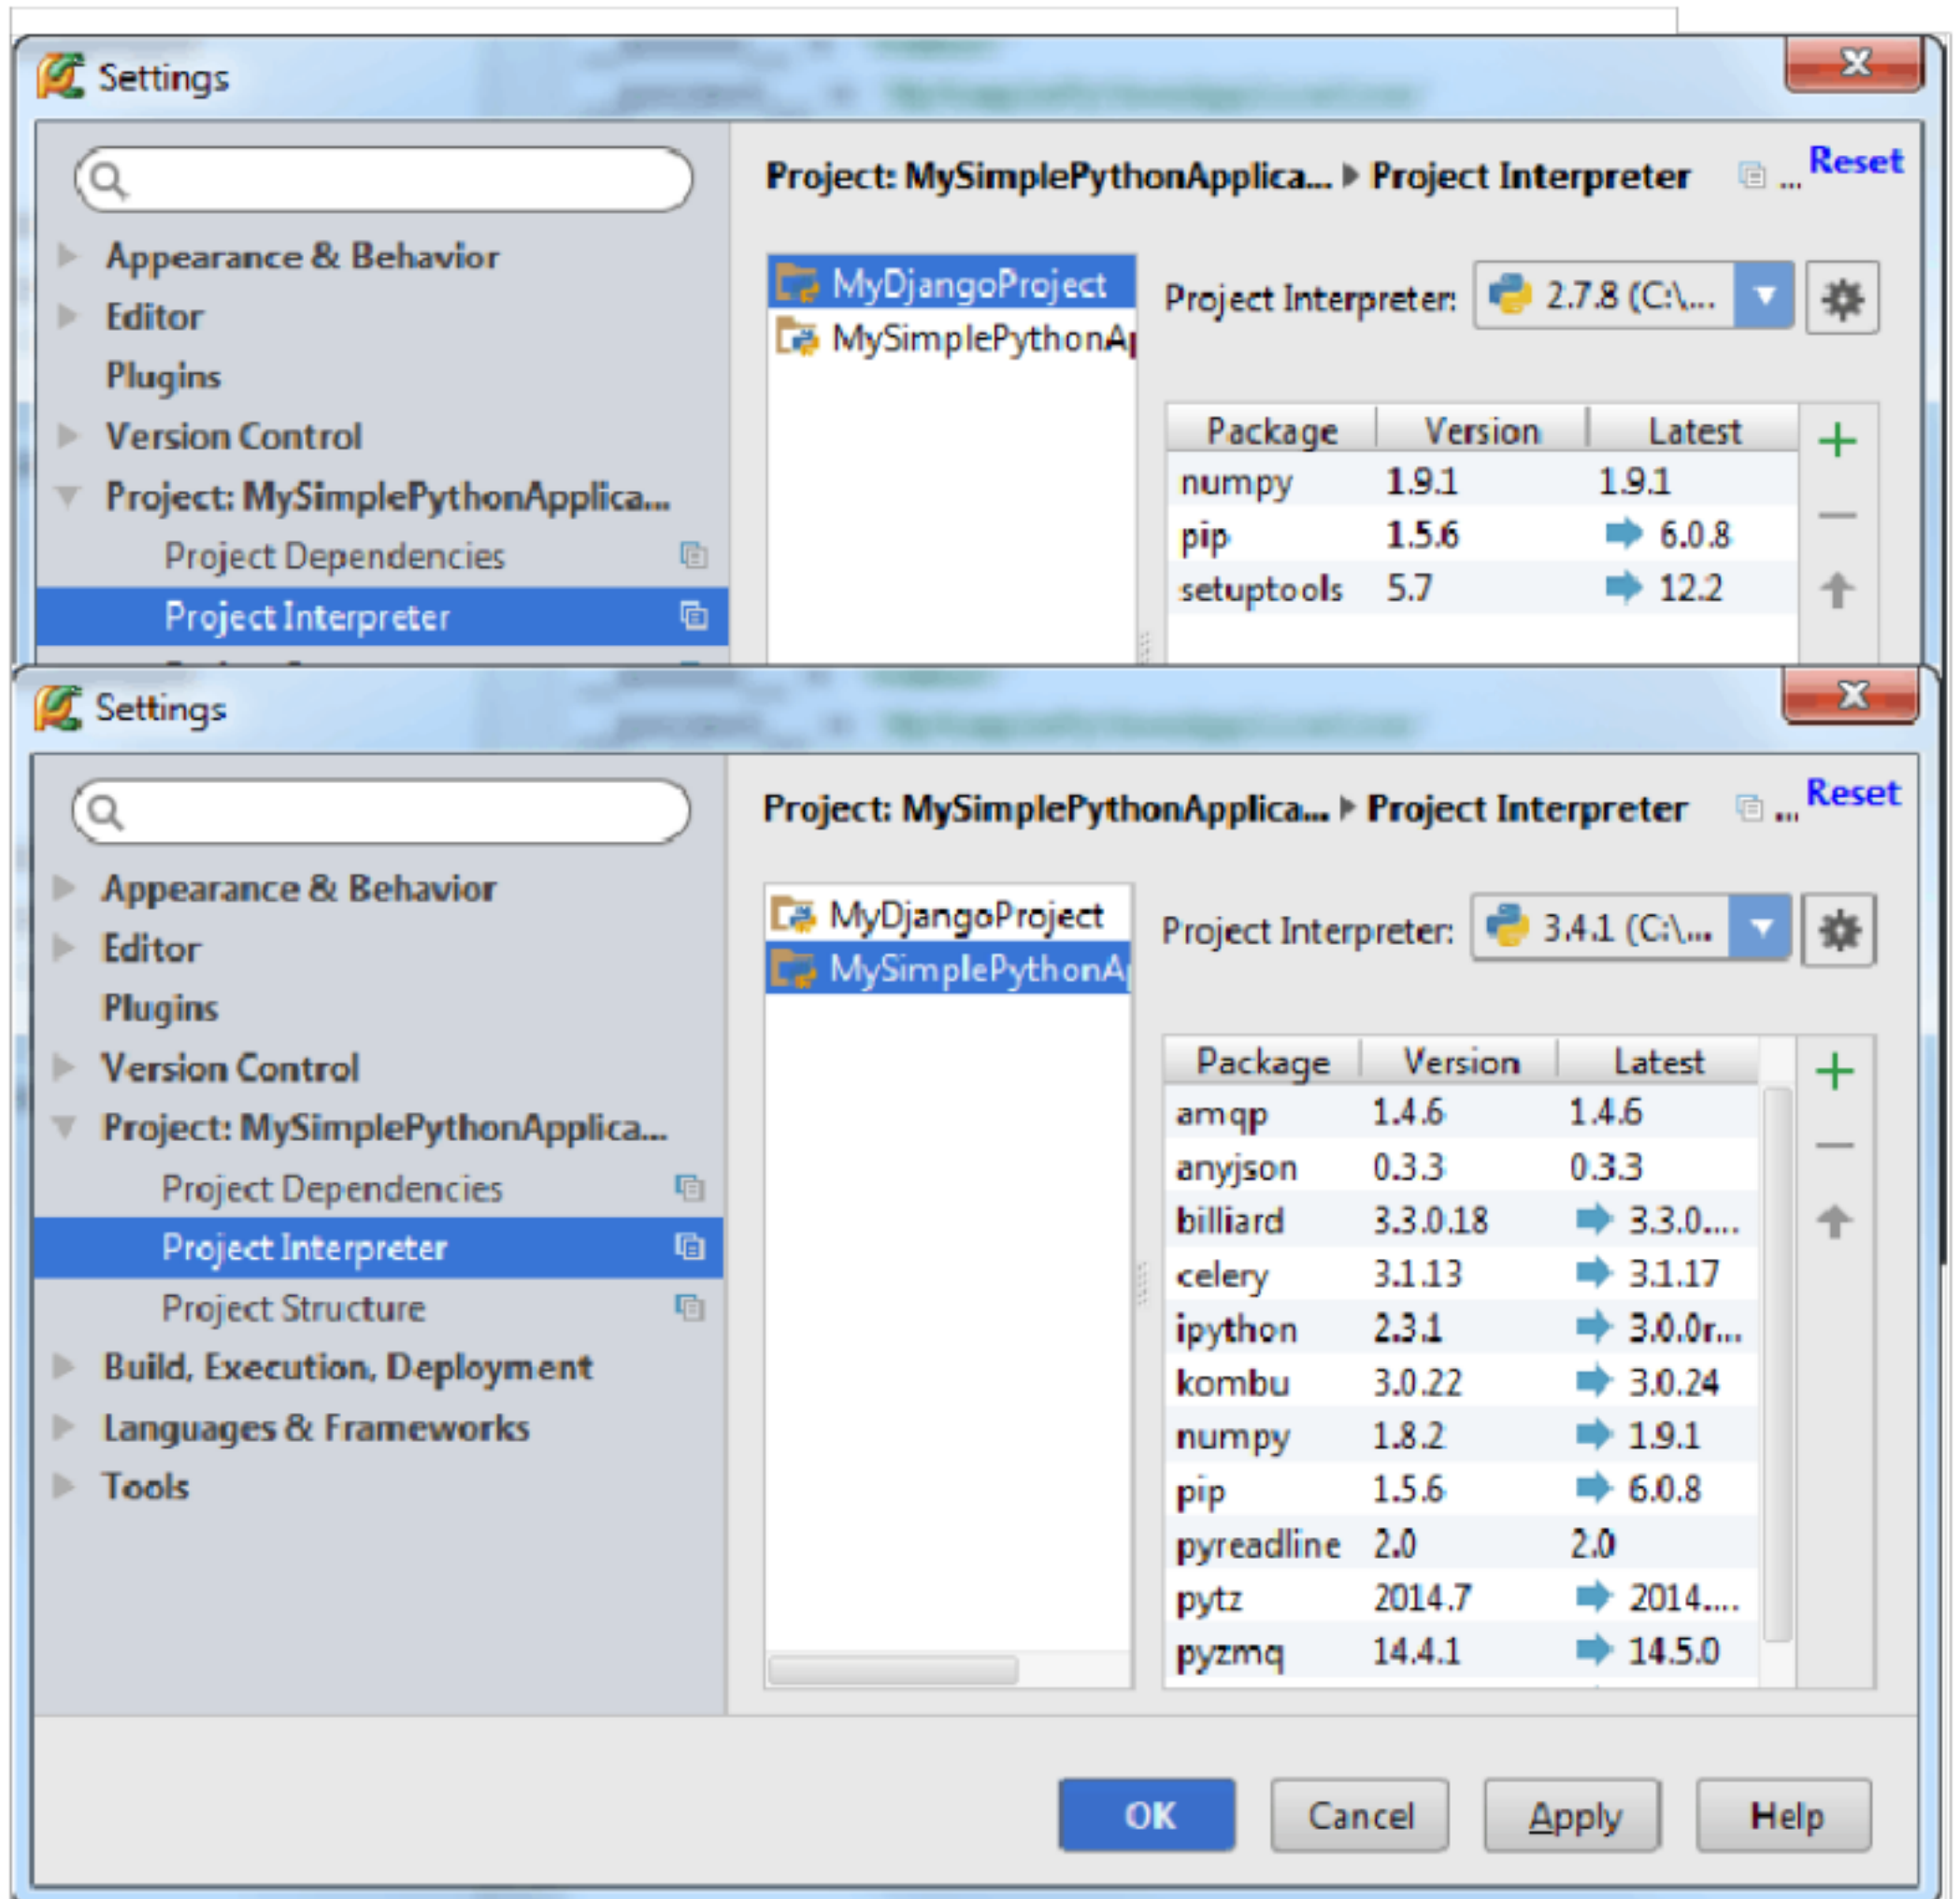 Settings
Project: MySimplePythonApplica... Project Interpreter ... Reset
Appearance & Behavior
Editor
Plugins
Version Control
Project: MySimplePythonApplica...
Project Dependencies
Project Interpreter
MyDjangoProject
MySimplePythonAp
Project Interpreter: 2.7.8 (C:\...
Package Version Latest
numpy 1.9.1 1.9.1
pip 1.5.6 6.0.8
setuptools 5.7 12.2
Settings
Project: MySimplePythonApplica... Project Interpreter ... Reset
Appearance & Behavior
Editor
Plugins
Version Control
Project: MySimplePythonApplica...
Project Dependencies
Project Interpreter
Project Structure
Build, Execution, Deployment
Languages & Frameworks
Tools
MyDjangoProject
MySimplePythonAp
Project Interpreter: 3.4.1 (C:\...
Package Version Latest
amqp 1.4.6 1.4.6
anyjson 0.3.3 0.3.3
billiard 3.3.0.18 3.3.0....
celery 3.1.13 3.1.17
ipython 2.3.1 3.0.0r...
kombu 3.0.22 3.0.24
numpy 1.8.2 1.9.1
pip 1.5.6 6.0.8
pyreadline 2.0 2.0
pytz 2014.7 2014....
pyzmq 14.4.1 14.5.0
OK Cancel Apply Help